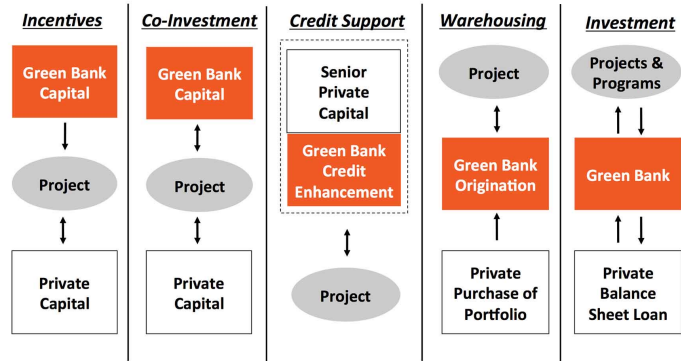 Incentives
Green Bank
Capital
Project
Private
Capital
Co-Investment
Green Bank
Capital
Project
Private
Capital
Credit Support
Senior
Private
Capital
Green Bank
Credit
Enhancement
Project
Warehousing
Project
Green Bank
Origination
Private
Purchase of
Portfolio
Investment
Projects &
Programs
Green Bank
Private
Balance
Sheet Loan